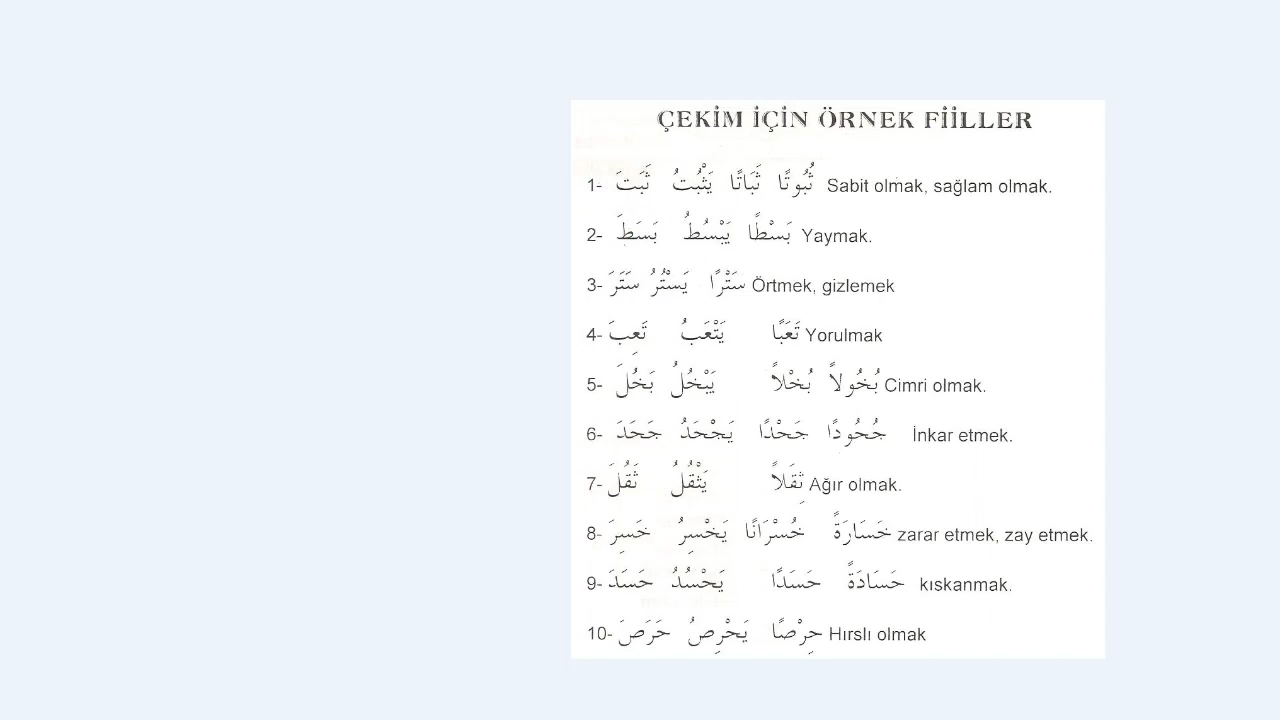 ÇEKİM İÇİN ÖRNEK FİİLLER
1- ثَبَتَ يَثْبُتُ ثَبَاتًا ثُبُوتًا Sabit olmak, sağlam olmak.
2- بَسَطَ يَبْسُطُ بَسْطًا Yaymak.
3- سَتَرَ يَسْتُرُ سَتْرًا Örtmek, gizlemek
4- تَعِبَ يَتْعَبُ تَعَبًا Yorulmak
5- بَخُلَ يَبْخُلُ بُخْلاً بُخُولاً Cimri olmak.
6- جَحَدَ يَجْحَدُ جَحْدًا جُحُودًا İnkar etmek.
7- ثَقُلَ يَثْقُلُ ثِقَلاً Ağır olmak.
8- خَسِرَ يَخْسِرُ خُسْرَانًا خَسَارَةً zarar etmek, zay etmek.
9- حَسَدَ يَحْسُدُ حَسَدًا حَسَادَةً kıskanmak.
10- حَرَصَ يَحْرِصُ حِرْصًا Hırslı olmak